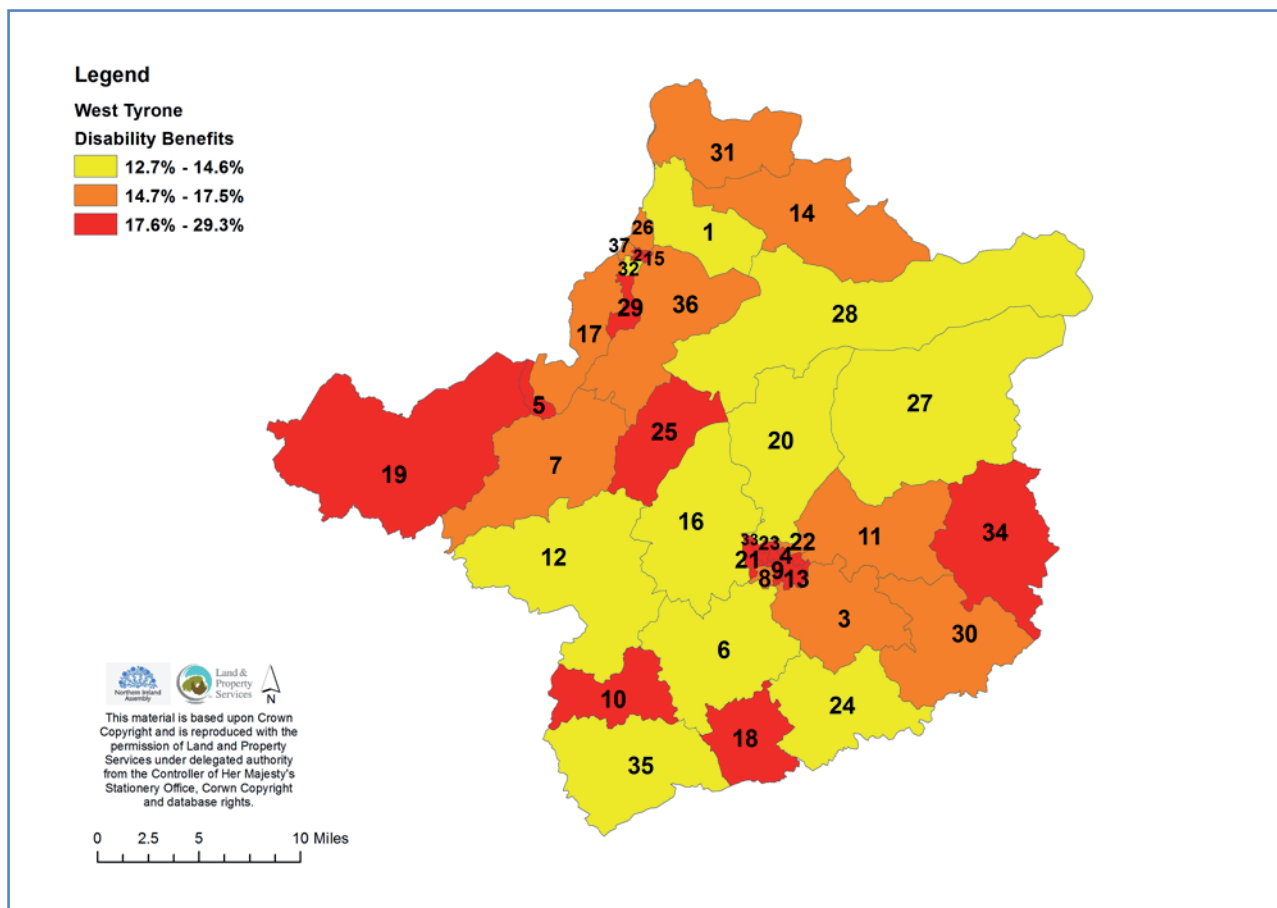 Legend
West Tyrone
Disability Benefits
12.7% - 14.6%
14.7% - 17.5%
17.6% - 29.3%
31
14
1
26
37
2
15
32
36
29
28
17
27
5
20
25
7
19
16
34
11
33
23
22
12
21
4
9
8
13
3
30
6
10
24
18
35
Northern Ireland
Assembly
Land &
Property
Services
N
This material is based upon Crown
Copyright and is reproduced with the
permission of Land and Property
Services under delegated authority
from the Controller of Her Majesty's
Stationery Office, Corwn Copyright
and database rights.
0 2.5 5 10 Miles